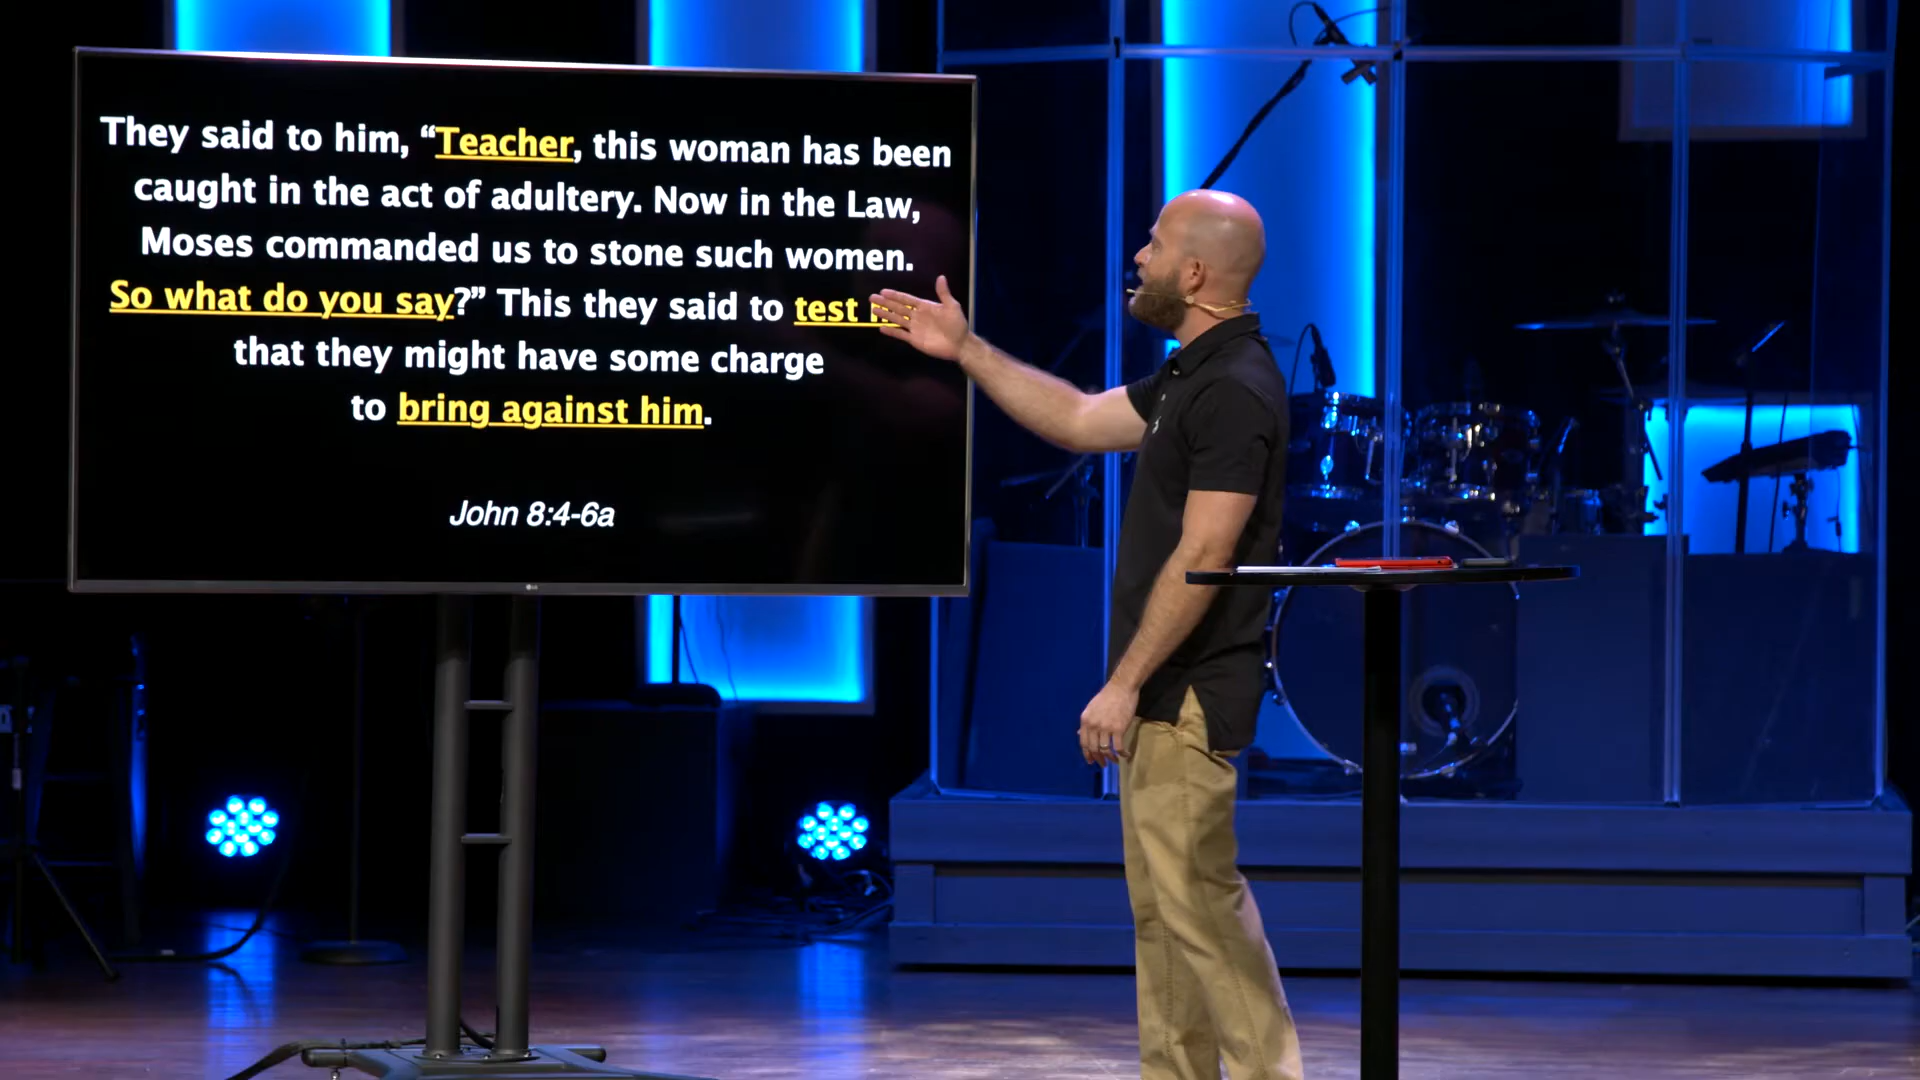 They said to him, “Teacher, this woman has been
caught in the act of adultery. Now in the Law,
Moses commanded us to stone such women.
So what do you say?” This they said to test
that they might have some charge
to bring against him.
John 8:4-6a
LG